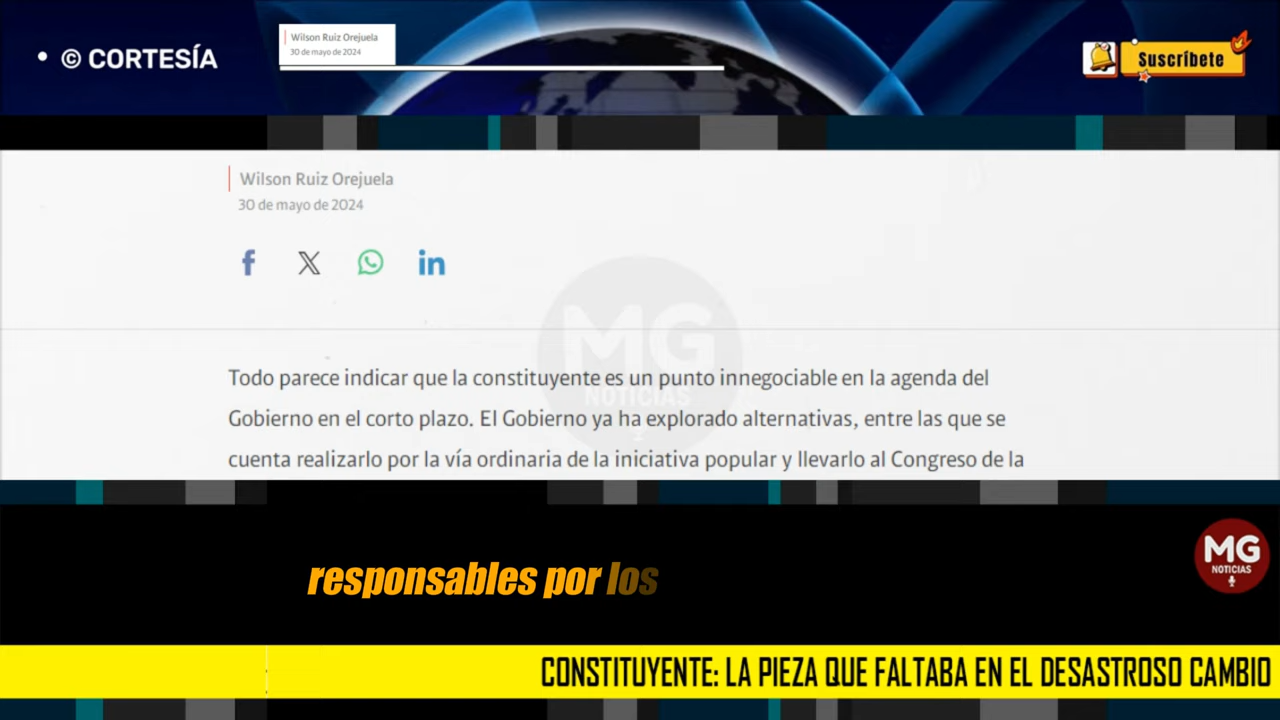 • © CORTESÍA
Wilson Ruiz Orejuela
30 de mayo de 2024
Suscríbete
Wilson Ruiz Orejuela
30 de mayo de 2024
MG
NOTICIAS
Todo parece indicar que la constituyente es un punto innegociable en la agenda del
Gobierno en el corto plazo. El Gobierno ya ha explorado alternativas, entre las que se
cuenta realizarlo por la vía ordinaria de la iniciativa popular y llevarlo al Congreso de la
responsables por los
MG
NOTICIAS
CONSTITUYENTE: LA PIEZA QUE FALTABA EN EL DESASTROSO CAMBIO